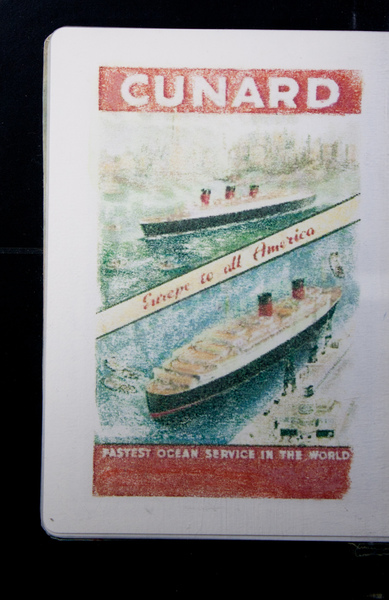 CUNARD
Europe to all America
FASTEST OCEAN SERVICE IN THE WORLD